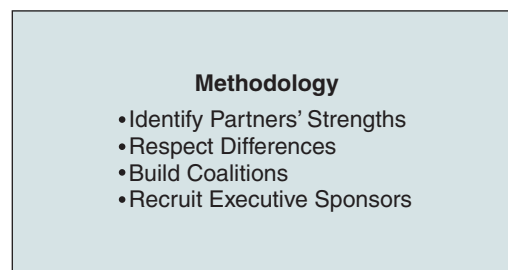 Methodology
•Identify Partners’ Strengths
•Respect Differences
•Build Coalitions
•Recruit Executive Sponsors